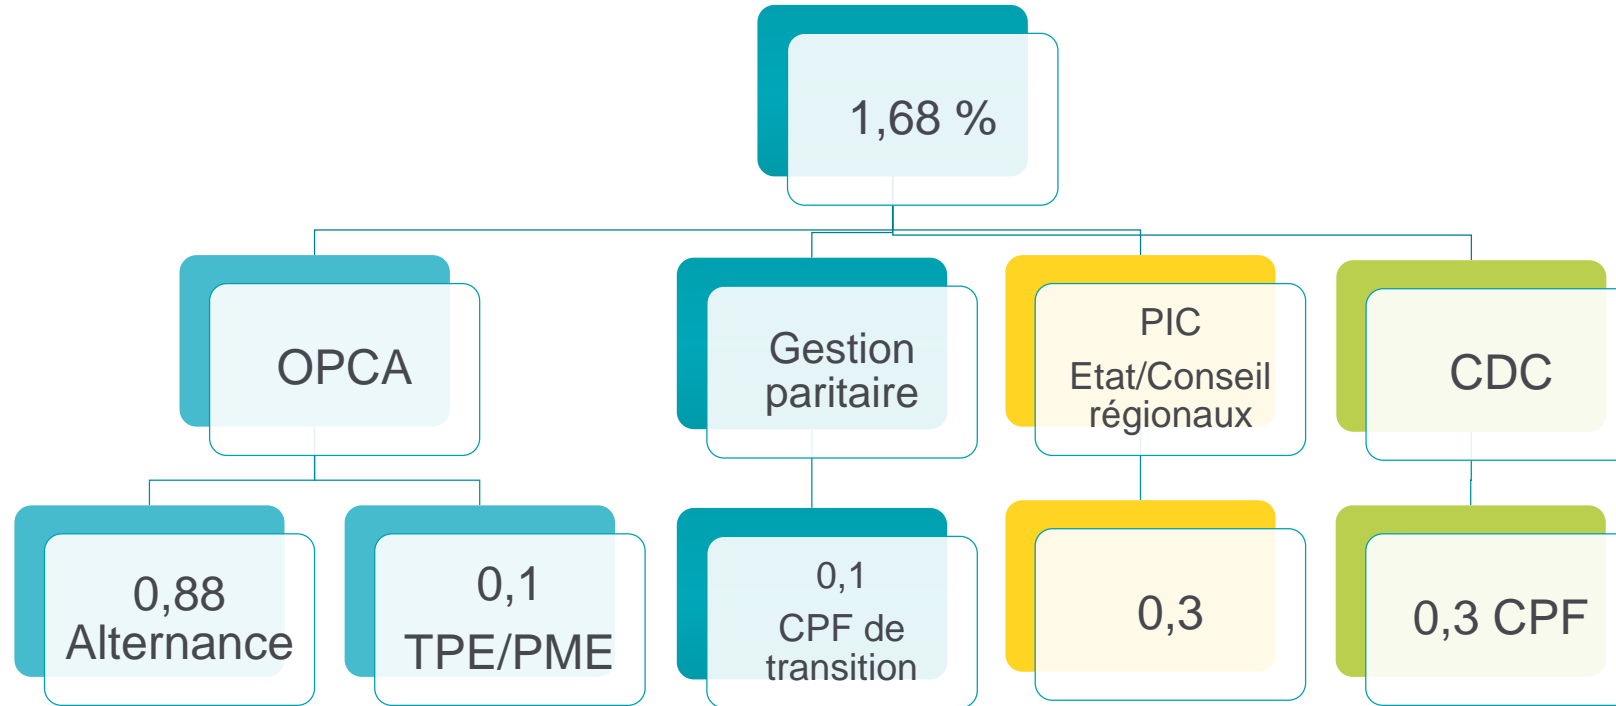 1,68 %
OPCA
Gestion
paritaire
PIC
Etat/Conseil
régionaux
CDC
0,88
Alternance
0,1
TPE/PME
0,1
CPF de
transition
0,3
0,3 CPF